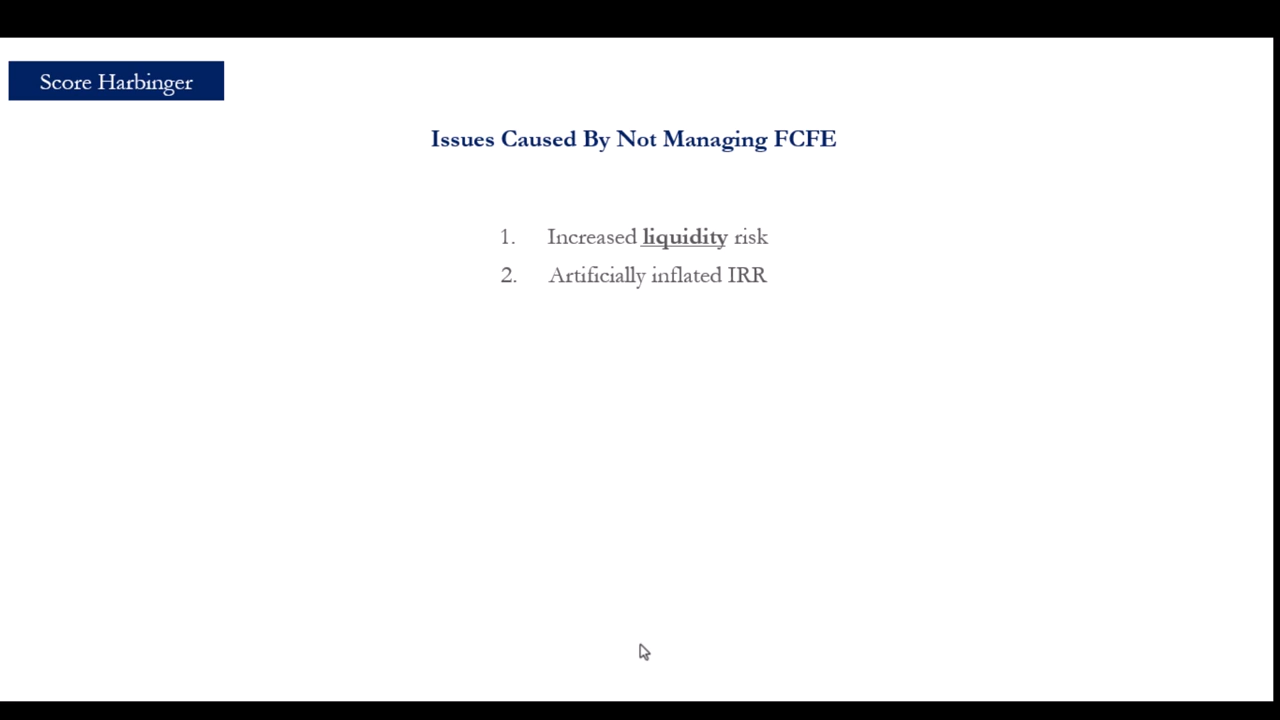 Score Harbinger
Issues Caused By Not Managing FCFE
1. Increased liquidity risk
2. Artificially inflated IRR